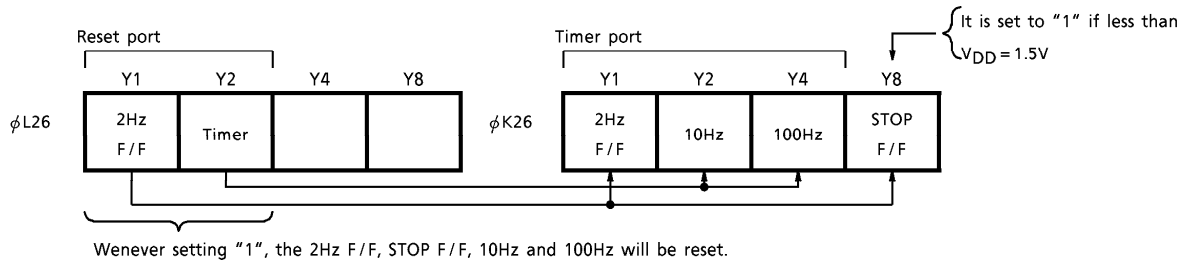 It is set to "1" if less than
VDD = 1.5V
Reset port
Timer port
Y1 Y2 Y4 Y8 Y1 Y2 Y4 Y8
ϕL26 2Hz F/F Timer
ϕK26 2Hz F/F 10Hz 100Hz STOP F/F
Wenever setting "1", the 2Hz F/F, STOP F/F, 10Hz and 100Hz will be reset.